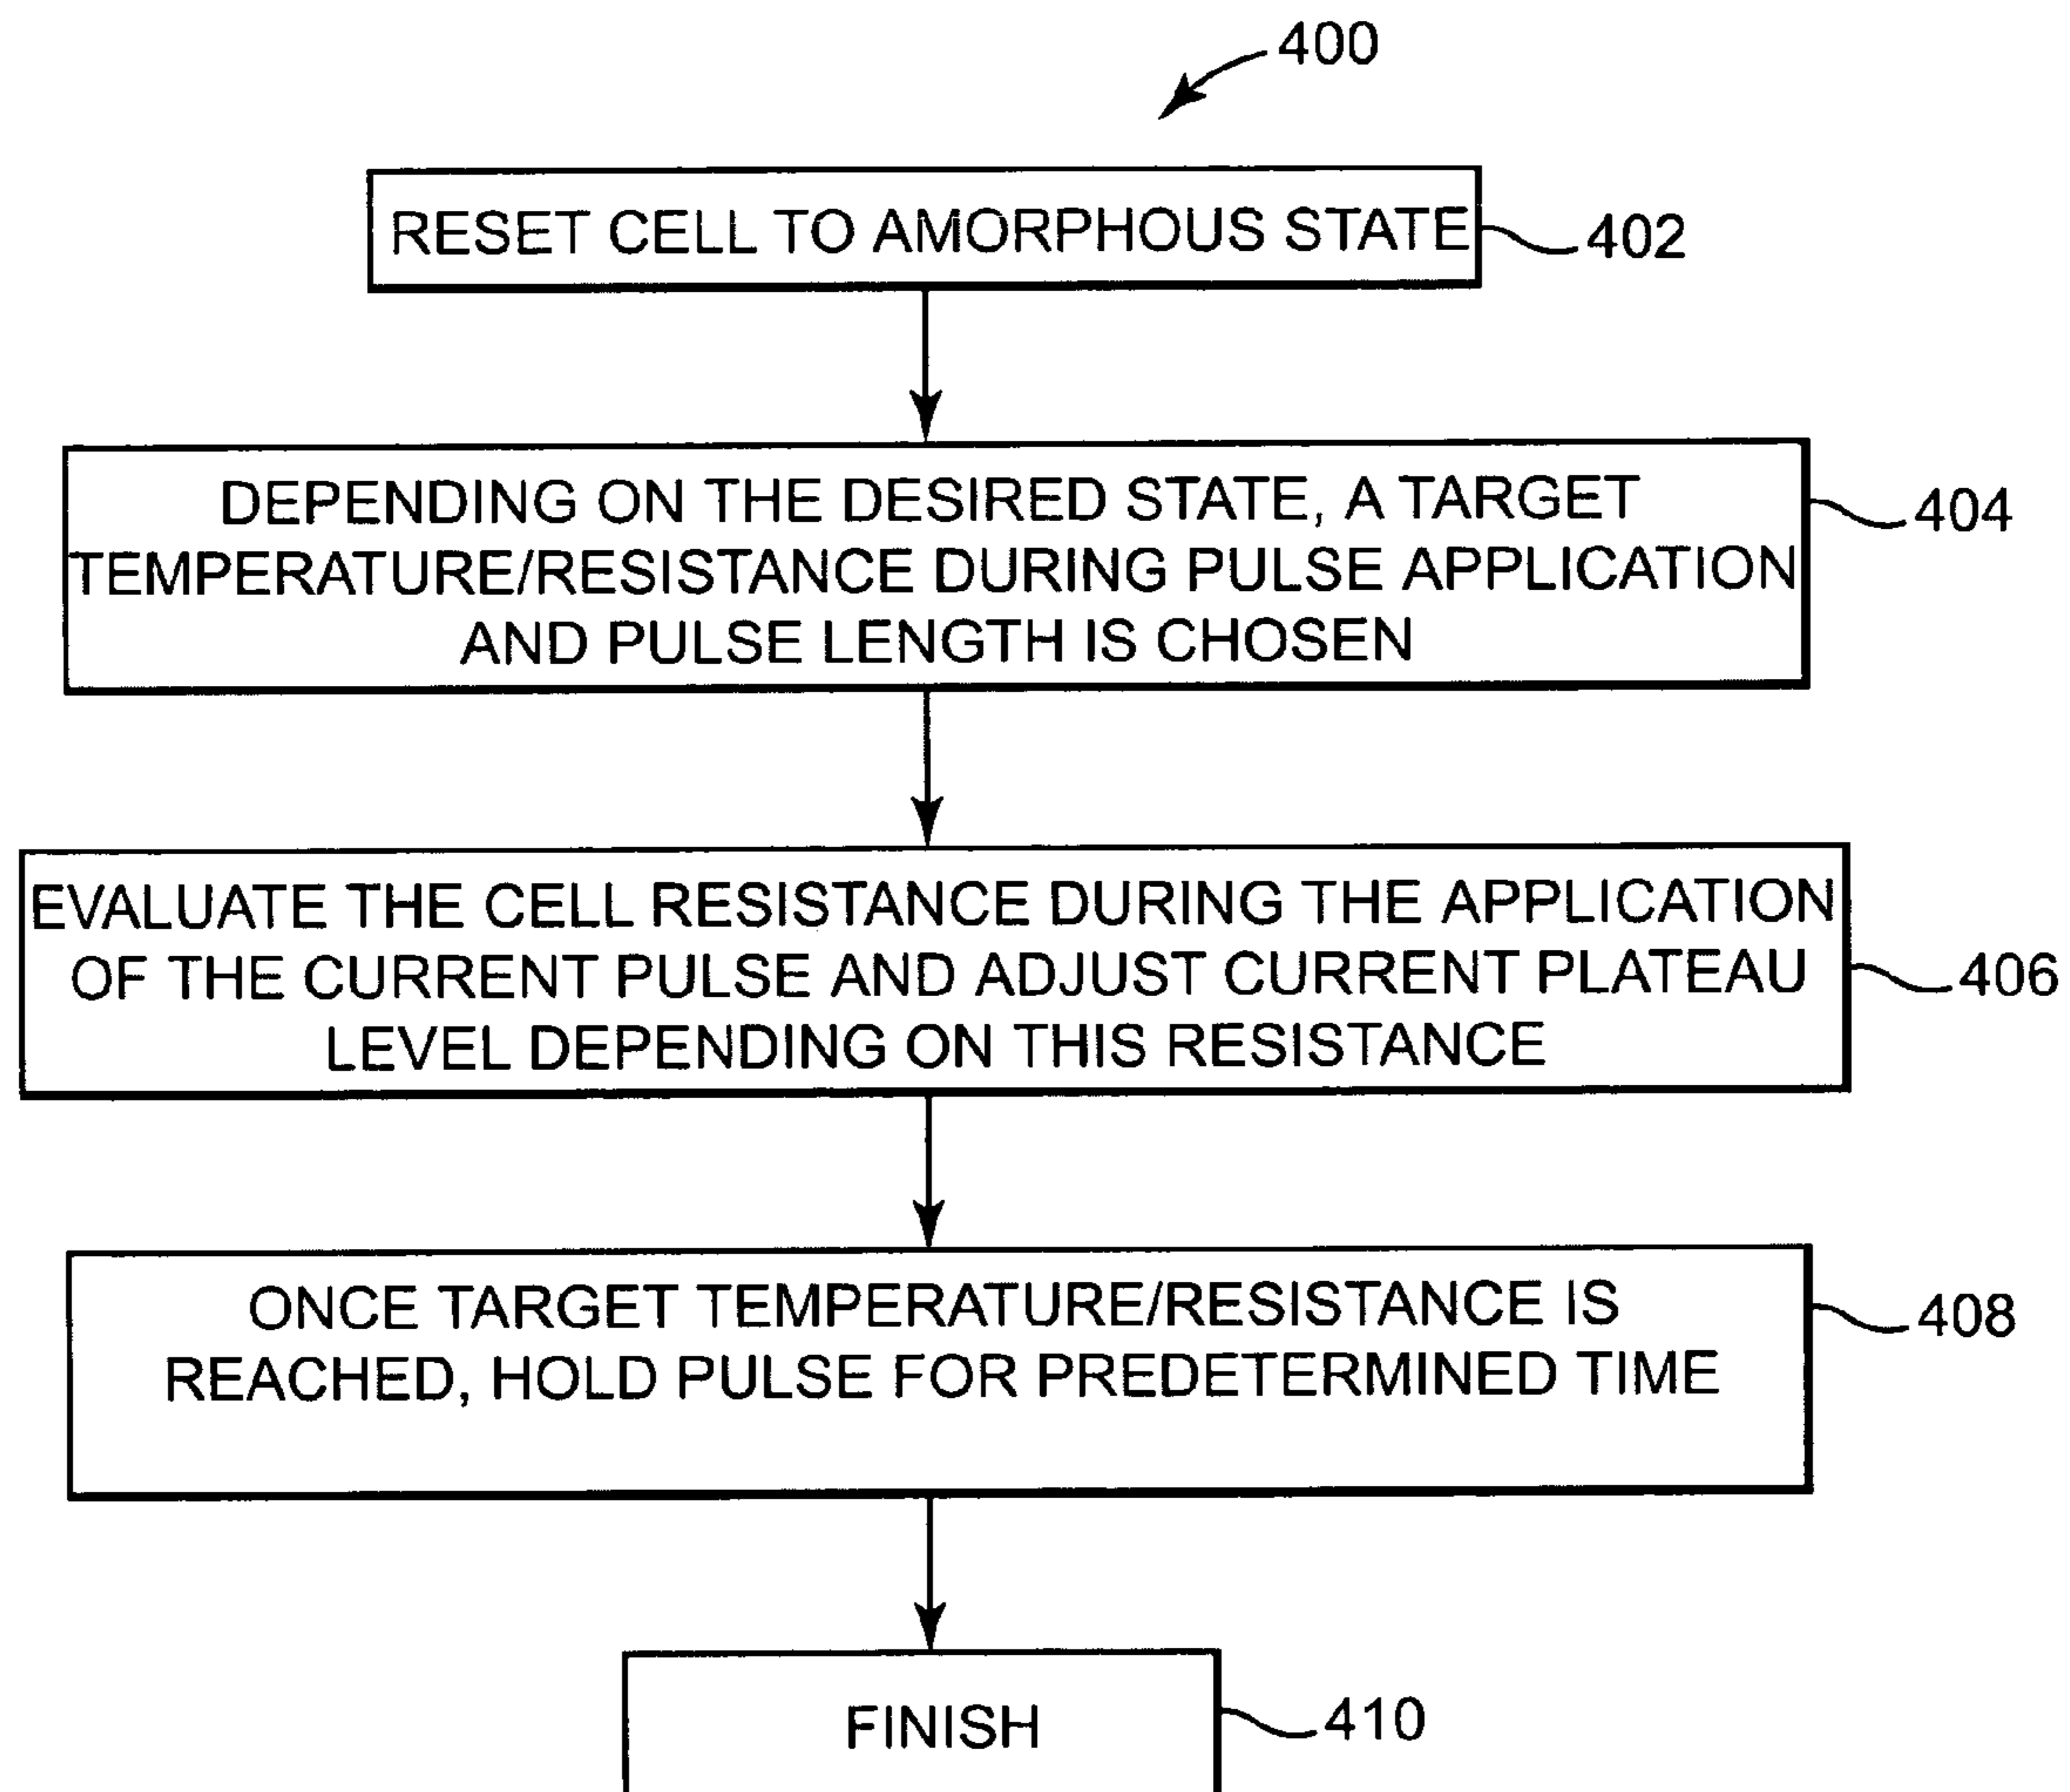 400
RESET CELL TO AMORPHOUS STATE
402
DEPENDING ON THE DESIRED STATE, A TARGET
TEMPERATURE/RESISTANCE DURING PULSE APPLICATION
AND PULSE LENGTH IS CHOSEN
404
EVALUATE THE CELL RESISTANCE DURING THE APPLICATION
OF THE CURRENT PULSE AND ADJUST CURRENT PLATEAU
LEVEL DEPENDING ON THIS RESISTANCE
406
ONCE TARGET TEMPERATURE/RESISTANCE IS
REACHED, HOLD PULSE FOR PREDETERMINED TIME
408
FINISH
410